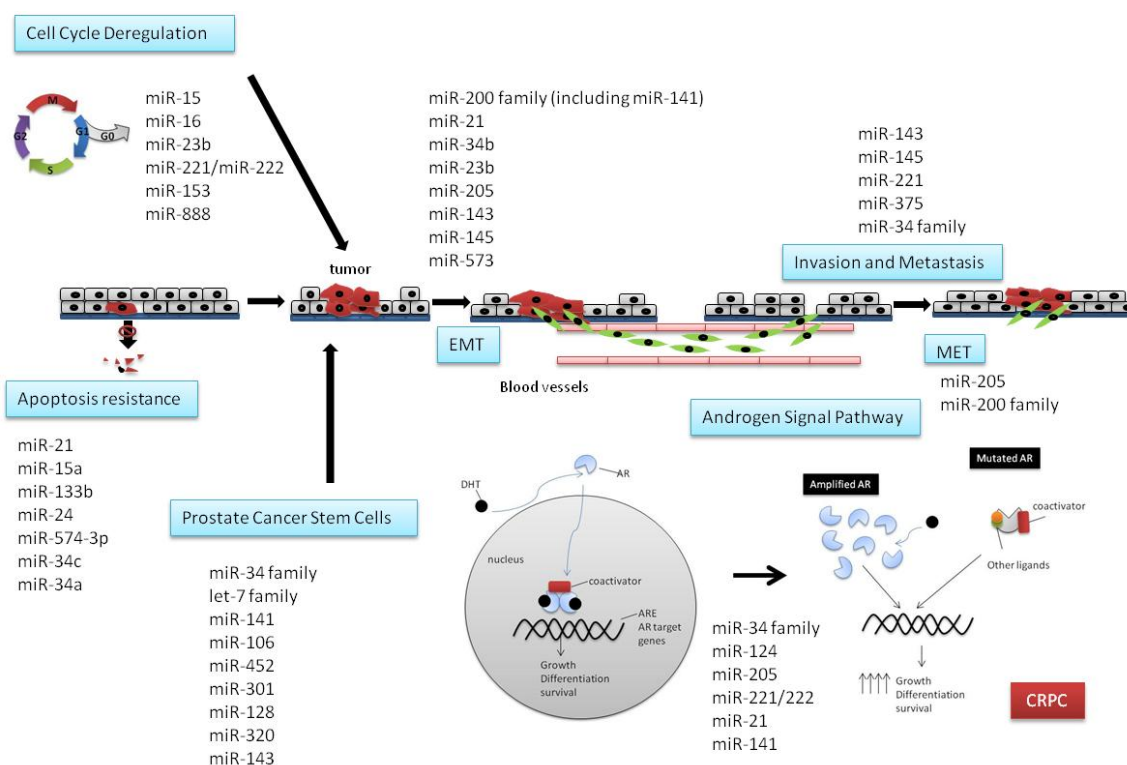 Cell Cycle Deregulation
M
G1
G0
S
G2
miR-15
miR-16
miR-23b
miR-221/miR-222
miR-153
miR-888
miR-200 family (including miR-141)
miR-21
miR-34b
miR-23b
miR-205
miR-143
miR-145
miR-573
miR-143
miR-145
miR-221
miR-375
miR-34 family
tumor
Invasion and Metastasis
EMT
MET
miR-205
miR-200 family
Blood vessels
Apoptosis resistance
miR-21
miR-15a
miR-133b
miR-24
miR-574-3p
miR-34c
miR-34a
Prostate Cancer Stem Cells
miR-34 family
let-7 family
miR-141
miR-106
miR-452
miR-301
miR-128
miR-320
miR-143
Androgen Signal Pathway
DHT
AR
nucleus
coactivator
ARE
AR target
genes
Growth
Differentiation
survival
miR-34 family
miR-124
miR-205
miR-221/222
miR-21
miR-141
Amplified AR
Mutated AR
coactivator
Other ligands
Growth
Differentiation
survival
CRPC